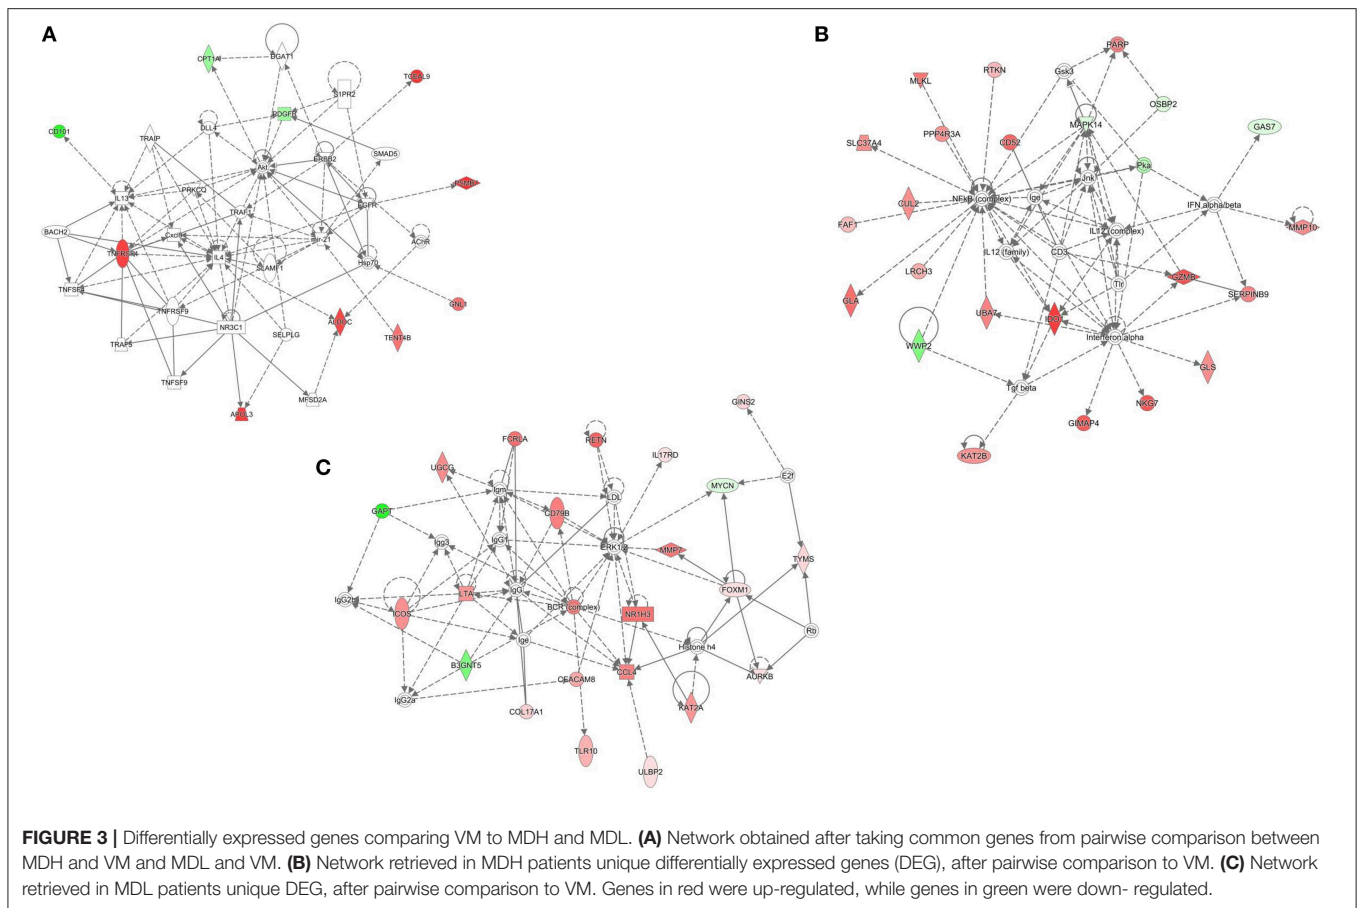 A
CPT1A
DGAT1
TCEAL9
S1PR2
PDGFR
CD101
TRAIP
DLL4
Akt
ERBB2
SMAD5
PRKCQ
IL13
TRAF1
EGFR
BACH2
mir-21
AChR
TNFRSF4
IL4
SLAMF1
Hsp70
TNFSF4
TNFRSF9
GNL1
NR3C1
ALDOC
TRAF5
SELPLG
TENT4B
TNFSF9
MFSD2A
APOL3
B
PARP
MLKL
RTKN
Gsk3
OSBP2
MAPK14
GAS7
SLC37A4
PPP4R3A
CD52
Pka
Jnk
NFkB (complex)
Ige
IFN alpha/beta
CUL2
FAF1
IL12 (complex)
MMP10
IL12 (family)
CD3
LRCH3
GLA
Tlr
GZMB
SERPINB9
UBA7
IDO1
WWP2
Interferon alpha
GLS
Tgf beta
NKG7
GIMAP4
KAT2B
C
GINS2
FCRLA
RETN
UGCG
IL17RD
E2f
Igm
LDL
MYCN
GAPT
CD79B
Igg3
IgG1
ERK1/2
MMP7
TYMS
IgG2b
ICOS
LTA
IgG
BCR (complex)
NR1H3
FOXM1
Rb
Ige
Histone h4
B3GNT5
CCL4
AURKB
CEACAM8
IgG2a
COL17A1
KAT2A
TLR10
ULBP2
FIGURE 3 | Differentially expressed genes comparing VM to MDH and MDL. (A) Network obtained after taking common genes from pairwise comparison between
MDH and VM and MDL and VM. (B) Network retrieved in MDH patients unique differentially expressed genes (DEG), after pairwise comparison to VM. (C) Network
retrieved in MDL patients unique DEG, after pairwise comparison to VM. Genes in red were up-regulated, while genes in green were down- regulated.